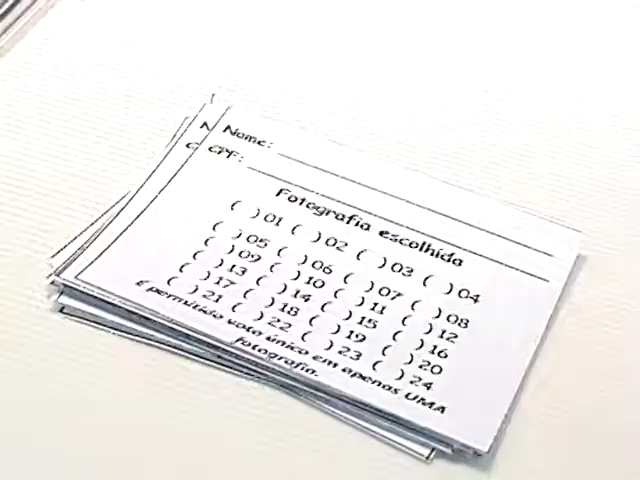 Nome:
CPF:
Fotografia escolhida
( ) 01 ( ) 02 ( ) 03 ( ) 04
( ) 05 ( ) 06 ( ) 07 ( ) 08
( ) 09 ( ) 10 ( ) 11 ( ) 12
( ) 13 ( ) 14 ( ) 15 ( ) 16
( ) 17 ( ) 18 ( ) 19 ( ) 20
( ) 21 ( ) 22 ( ) 23 ( ) 24
É permitido voto único em apenas UMA
fotografia.